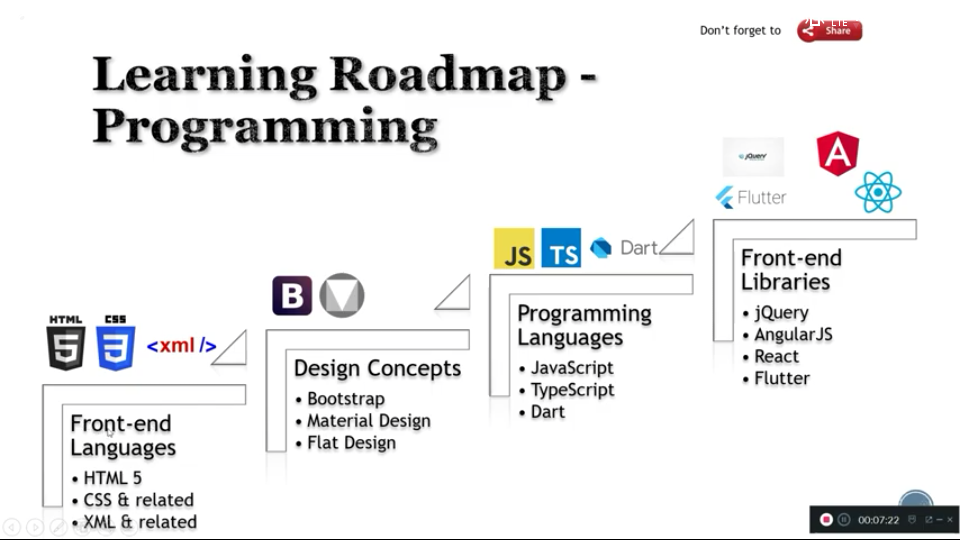 Don't forget to
LTE
Share
Learning Roadmap -
Programming
jQuery
A
Flutter
JS
TS
Dart
Front-end
Libraries
• jQuery
• AngularJS
• React
• Flutter
B
Programming
Languages
• JavaScript
• TypeScript
• Dart
HTML
5
CSS
3
<xml />
Design Concepts
• Bootstrap
• Material Design
• Flat Design
Front-end
Languages
• HTML 5
• CSS & related
• XML & related
00:07:22